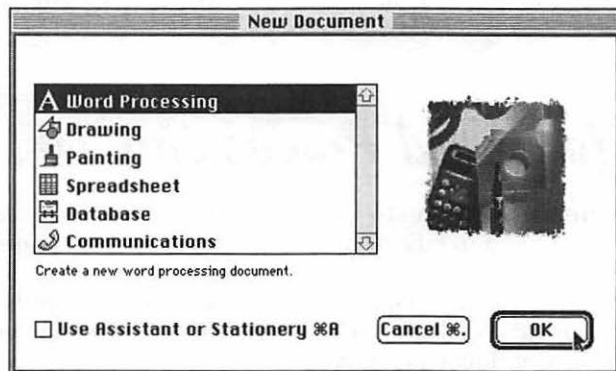 New Document
Word Processing
Drawing
Painting
Spreadsheet
Database
Communications
Create a new word processing document.
Use Assistant or Stationery ⌘A
Cancel ⌘.
OK